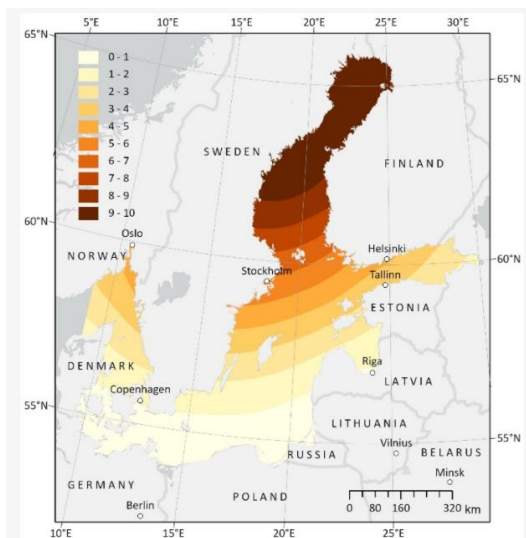 5°E 10°E 15°E 20°E 25°E 30°E
65°N
65°N
0 - 1
1 - 2
2 - 3
3 - 4
4 - 5
5 - 6
6 - 7
7 - 8
8 - 9
9 - 10
SWEDEN
FINLAND
60°N
Oslo
NORWAY
Helsinki
60°N
Stockholm
Tallinn
ESTONIA
Riga
DENMARK
LATVIA
Copenhagen
55°N
LITHUANIA
55°N
RUSSIA
Vilnius
BELARUS
Minsk
GERMANY
POLAND
Berlin
0 80 160 320
km
10°E 15°E 20°E 25°E